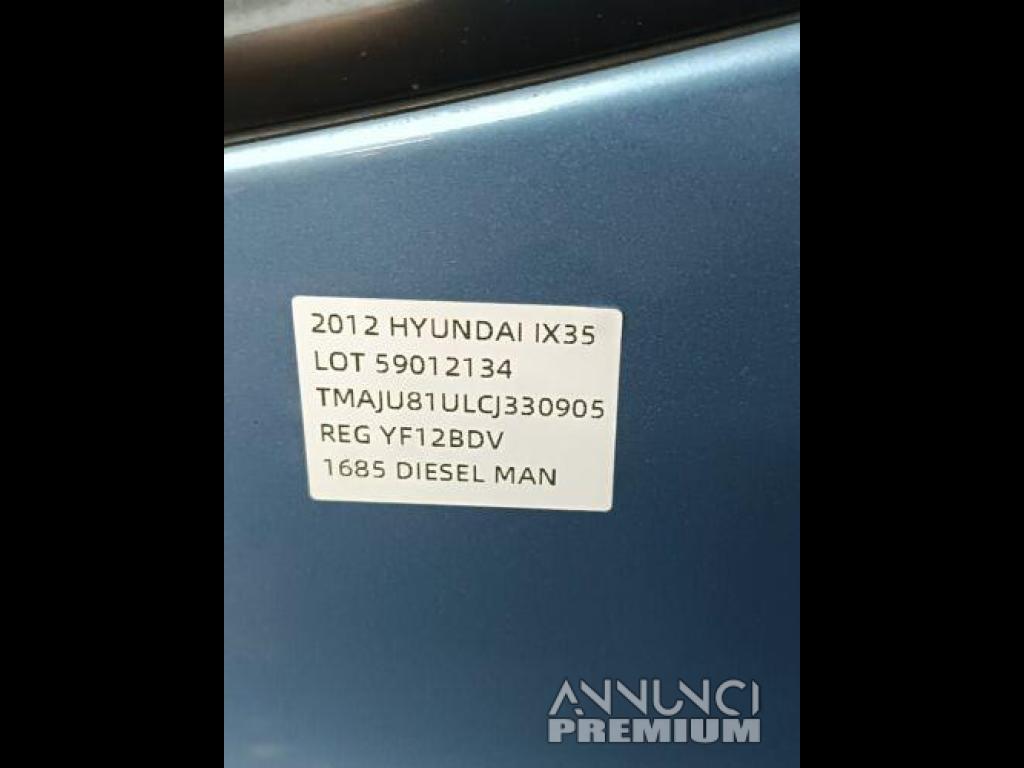 2012 HYUNDAI IX35
LOT 59012134
TMAJU81ULCJ330905
REG YF12BDV
1685 DIESEL MAN
ANNUNCI
PREMIUM